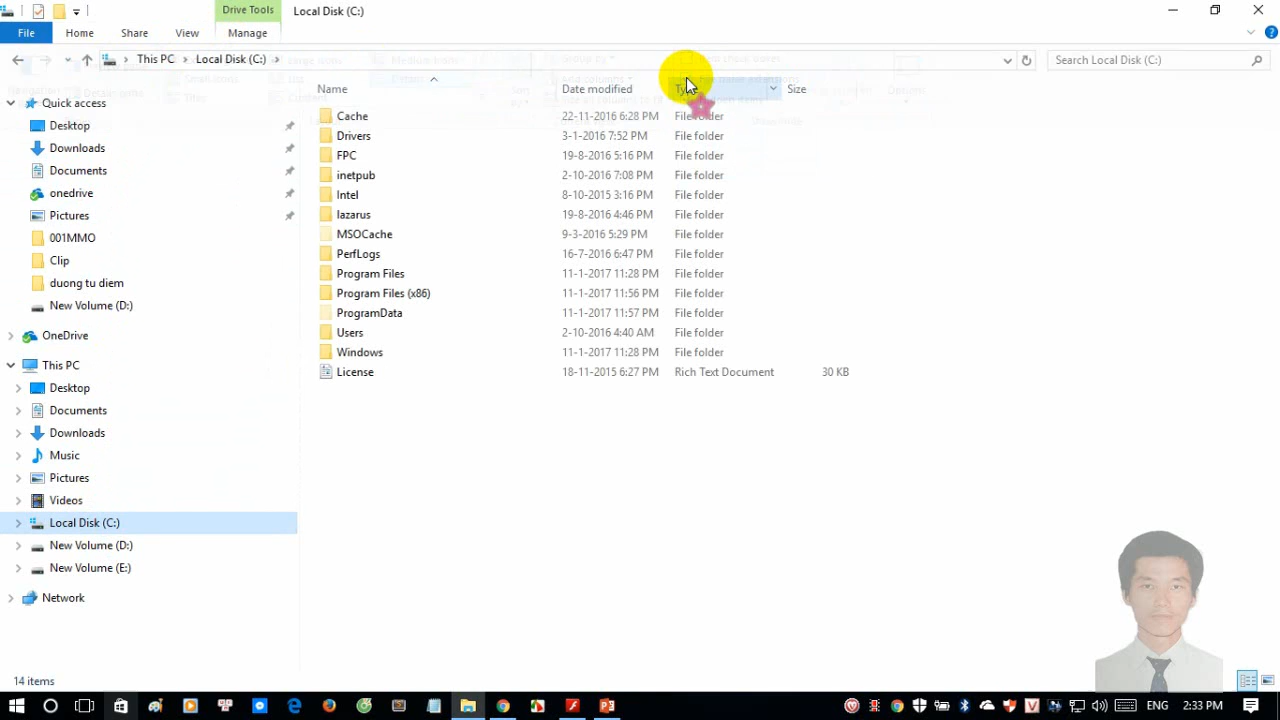 Drive Tools
Local Disk (C:)
File
Home
Share
View
Manage
This PC
Local Disk (C:)
Search Local Disk (C:)
Name
Date modified
Size
Quick access
Desktop
Downloads
Documents
onedrive
Pictures
001MMO
Clip
duong tu diem
New Volume (D:)
OneDrive
This PC
Desktop
Documents
Downloads
Music
Pictures
Videos
Local Disk (C:)
New Volume (D:)
New Volume (E:)
Network
Cache 22-11-2016 6:28 PM File folder
Drivers 3-1-2016 7:52 PM File folder
FPC 19-8-2016 5:16 PM File folder
inetpub 2-10-2016 7:08 PM File folder
Intel 8-10-2015 3:16 PM File folder
lazarus 19-8-2016 4:46 PM File folder
MSOCache 9-3-2016 5:29 PM File folder
PerfLogs 16-7-2016 6:47 PM File folder
Program Files 11-1-2017 11:28 PM File folder
Program Files (x86) 11-1-2017 11:56 PM File folder
ProgramData 11-1-2017 11:57 PM File folder
Users 2-10-2016 4:40 AM File folder
Windows 11-1-2017 11:28 PM File folder
License 18-11-2015 6:27 PM Rich Text Document 30 KB
14 items
ENG
2:33 PM